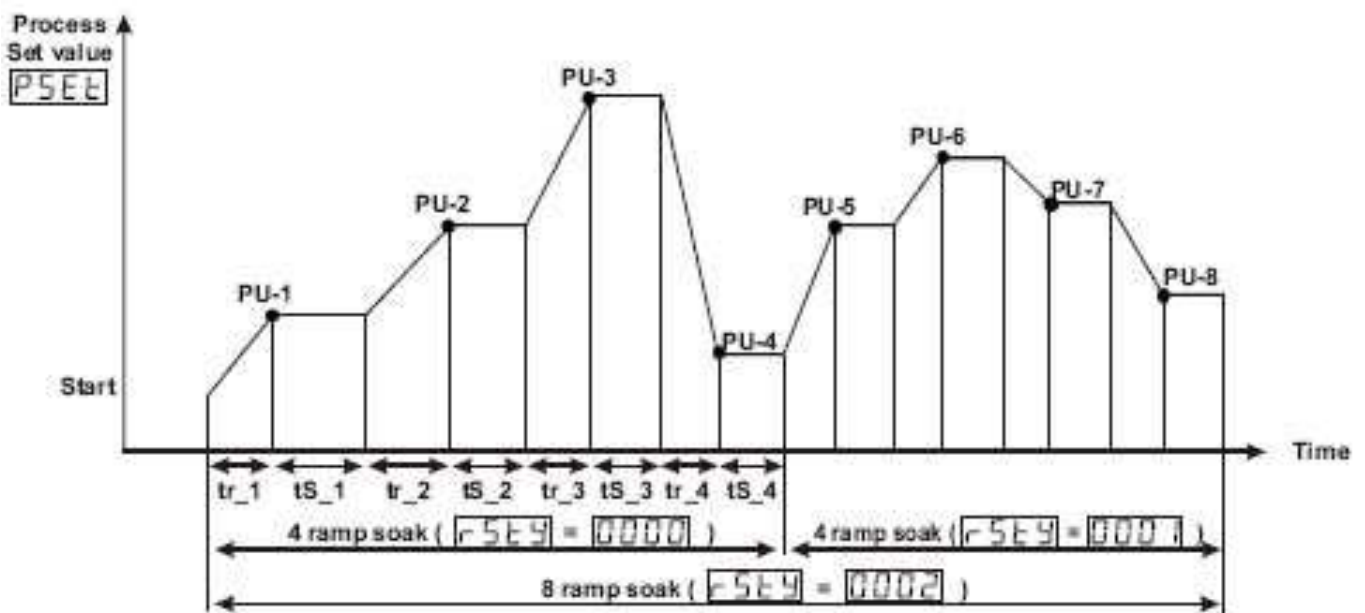 Process
Set value
PSEt
PU-3
PU-6
PU-2
PU-5
PU-7
PU-1
PU-8
PU-4
Start
Time
tr_1 tS_1 tr_2 tS_2 tr_3 tS_3 tr_4 tS_4
4 ramp soak ( rStY = 0000 ) 4 ramp soak ( rStY = 0001 )
8 ramp soak ( rStY = 0002 )